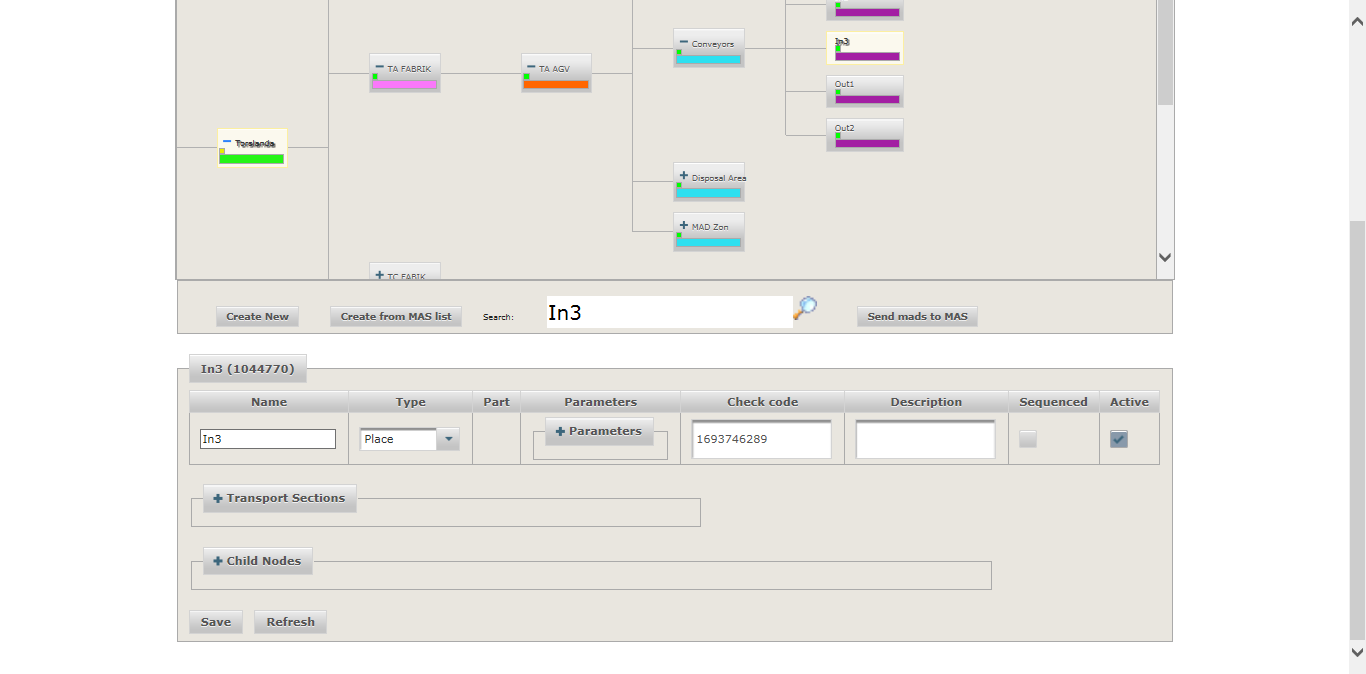 Conveyors
In3
TA FABRIK
TA AGV
Out1
Out2
Torslanda
Disposal Area
MAD Zon
TC FABIK
Create New
Create from MAS list
Search:
In3
Send mads to MAS
In3 (1044770)
Name Type Part Parameters Check code Description Sequenced Active
In3 Place Parameters 1693746289
Transport Sections
Child Nodes
Save Refresh